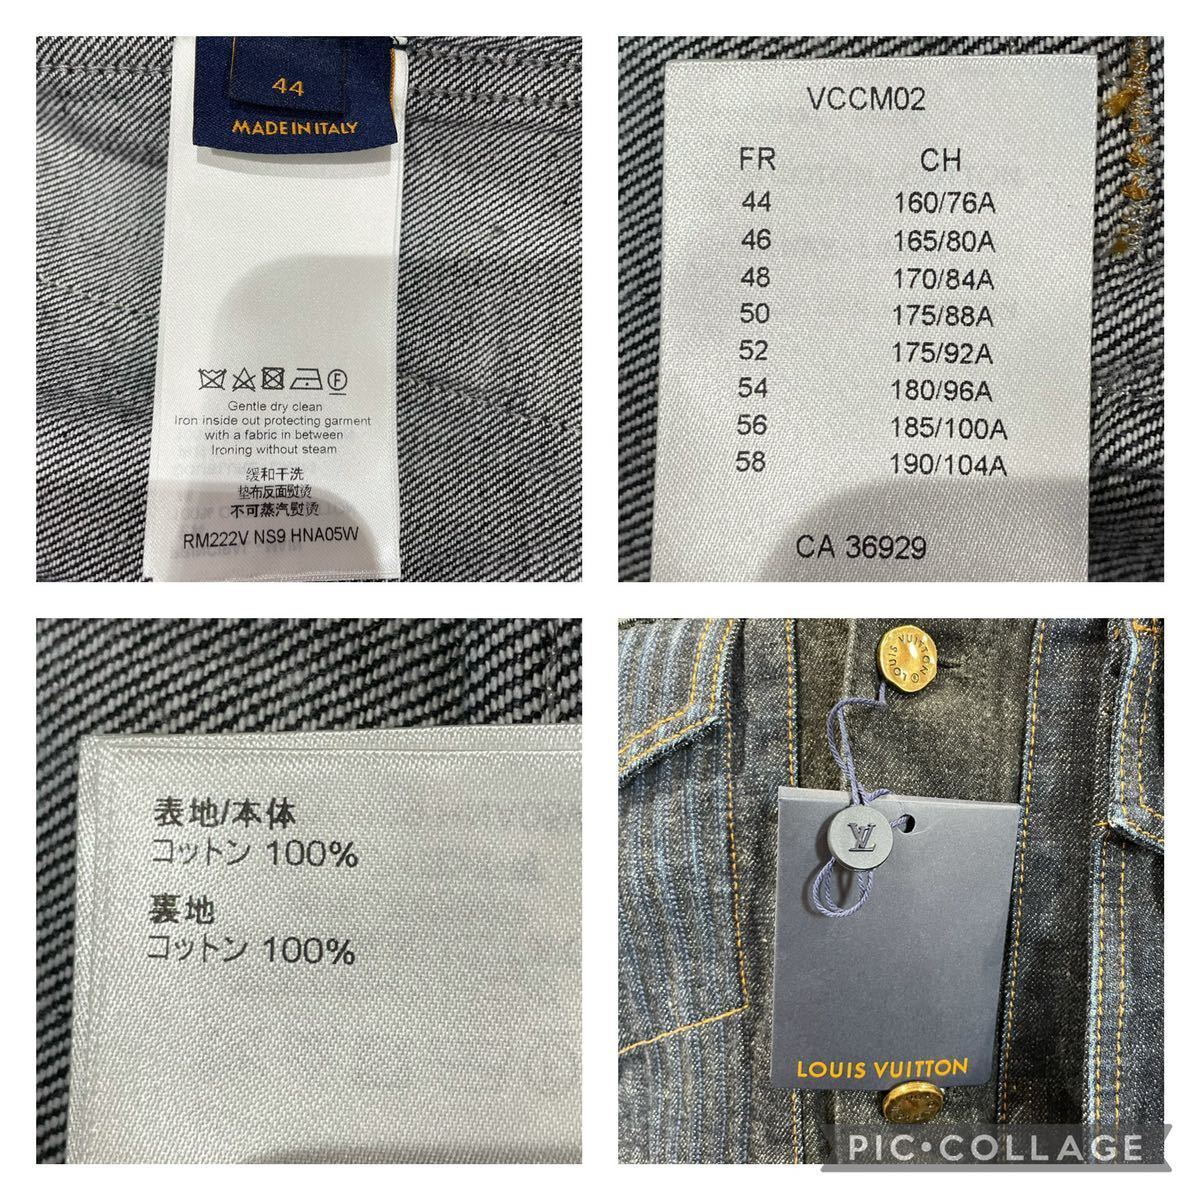 44
MADE IN ITALY
F
Gentle dry clean
Iron inside out protecting garment
with a fabric in between
Ironing without steam
缓和干洗
垫布反面熨烫
不可蒸汽熨烫
RM222V NS9 HNA05W
VCCM02
FR CH
44 160/76A
46 165/80A
48 170/84A
50 175/88A
52 175/92A
54 180/96A
56 185/100A
58 190/104A
CA 36929
表地/本体
コットン 100%
裏地
コットン 100%
LOUIS VUITTON
LV
LOUIS VUITTON
PIC•COLLAGE